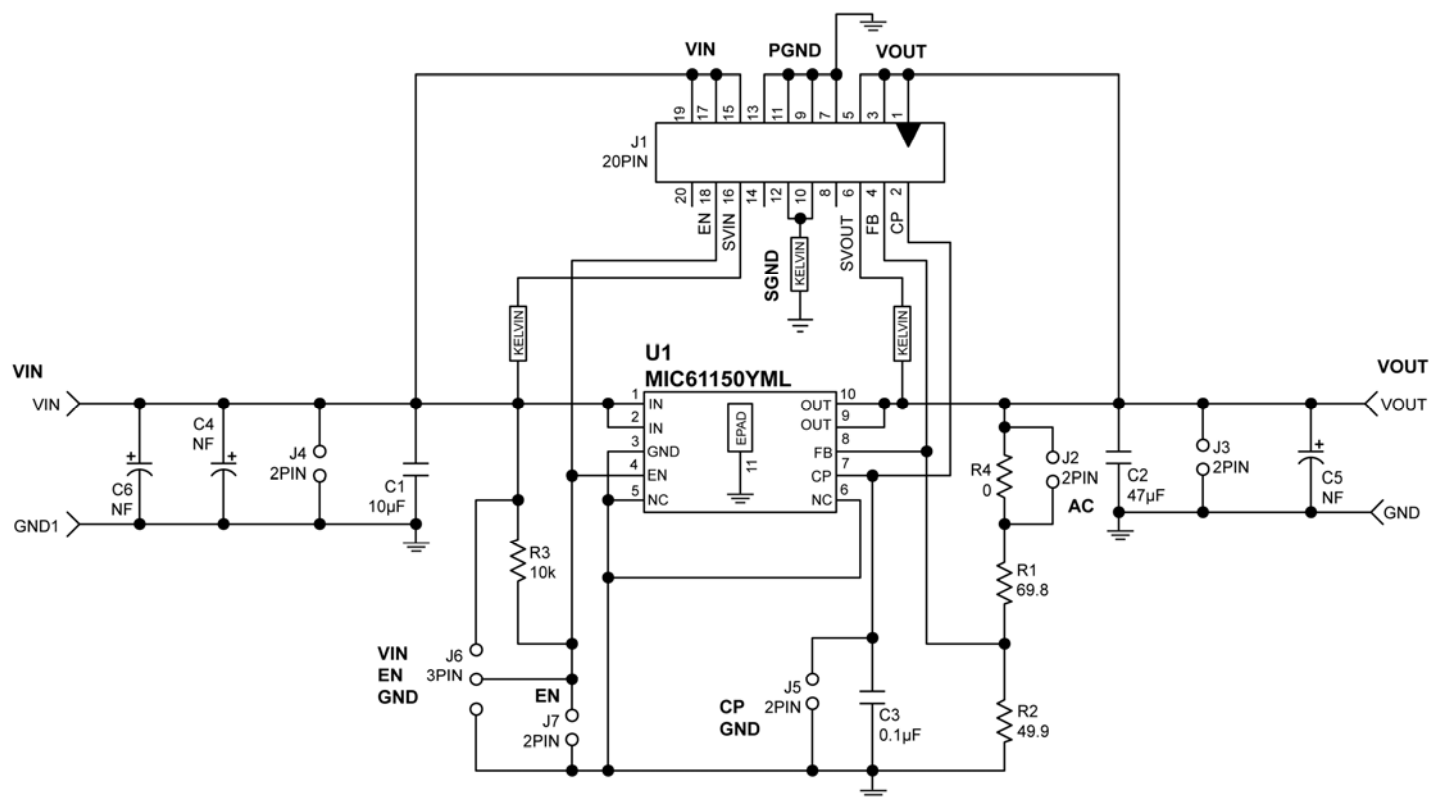 VIN
PGND
VOUT
19
17
15
13
11
9
7
5
3
1
J1
20PIN
20
18
16
14
12
10
8
6
4
2
EN
SVIN
SVOUT
FB
CP
SGND
KELVIN
KELVIN
KELVIN
U1
MIC61150YML
VIN
VIN
VOUT
VOUT
1
IN
2
IN
3
GND
4
EN
5
NC
EPAD
11
10
OUT
9
OUT
8
FB
7
CP
6
NC
C6
NF
C4
NF
J4
2PIN
C1
10µF
GND1
R3
10k
R4
0
J2
2PIN
AC
C2
47µF
J3
2PIN
C5
NF
GND
R1
69.8
VIN
EN
GND
J6
3PIN
EN
J7
2PIN
CP
GND
J5
2PIN
C3
0.1µF
R2
49.9
+
+
+